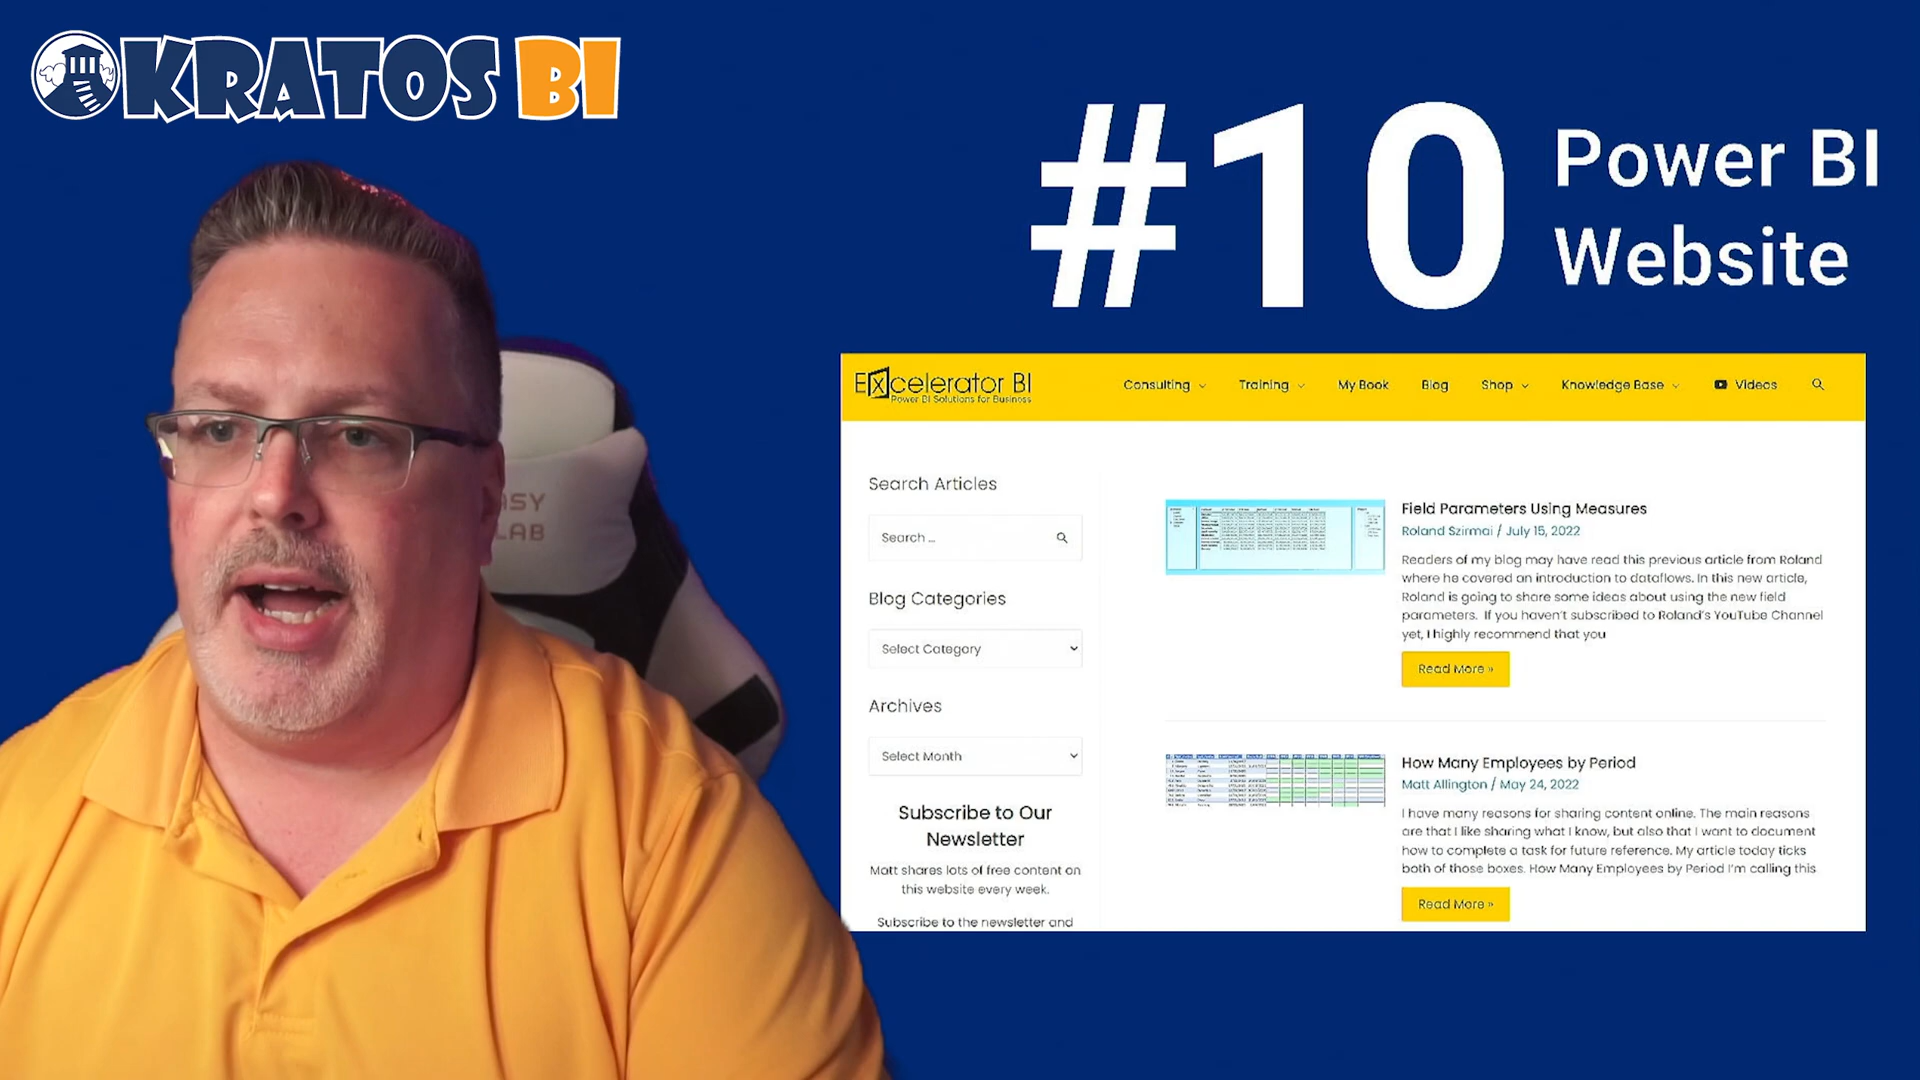 KRATOS BI
#10
Power BI
Website
Excelerator BI
Power BI Solutions for Business
Consulting
Training
My Book
Blog
Shop
Knowledge Base
Videos
Search Articles
Search ...
Blog Categories
Select Category
Archives
Select Month
Subscribe to Our
Newsletter
Matt shares lots of free content on
this website every week.
Subscribe to the newsletter and
Field Parameters Using Measures
Roland Szirmai / July 15, 2022
Readers of my blog may have read this previous article from Roland
where he covered an introduction to dataflows. In this new article,
Roland is going to share some ideas about using the new field
parameters. If you haven't subscribed to Roland's YouTube Channel
yet, I highly recommend that you
Read More »
How Many Employees by Period
Matt Allington / May 24, 2022
I have many reasons for sharing content online. The main reasons
are that I like sharing what I know, but also that I want to document
how to complete a task for future reference. My article today ticks
both of those boxes. How Many Employees by Period I'm calling this
Read More »
ASY
LAB